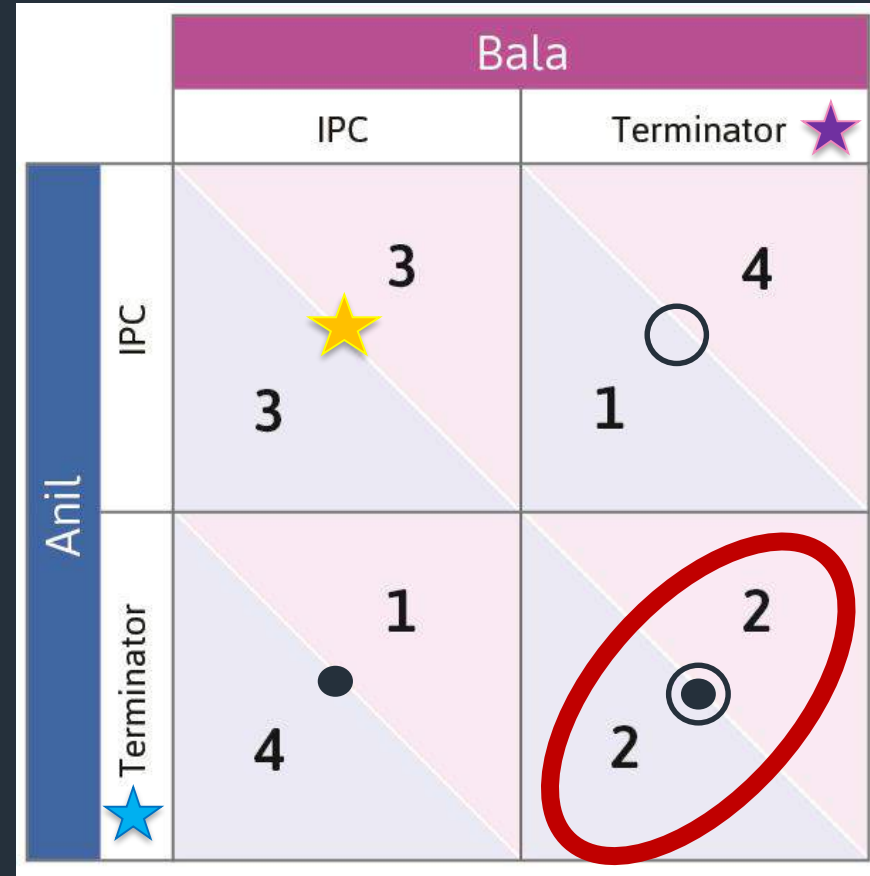 Bala
IPC Terminator
Anil
IPC
3 3
4 1
Terminator
1 4
2 2